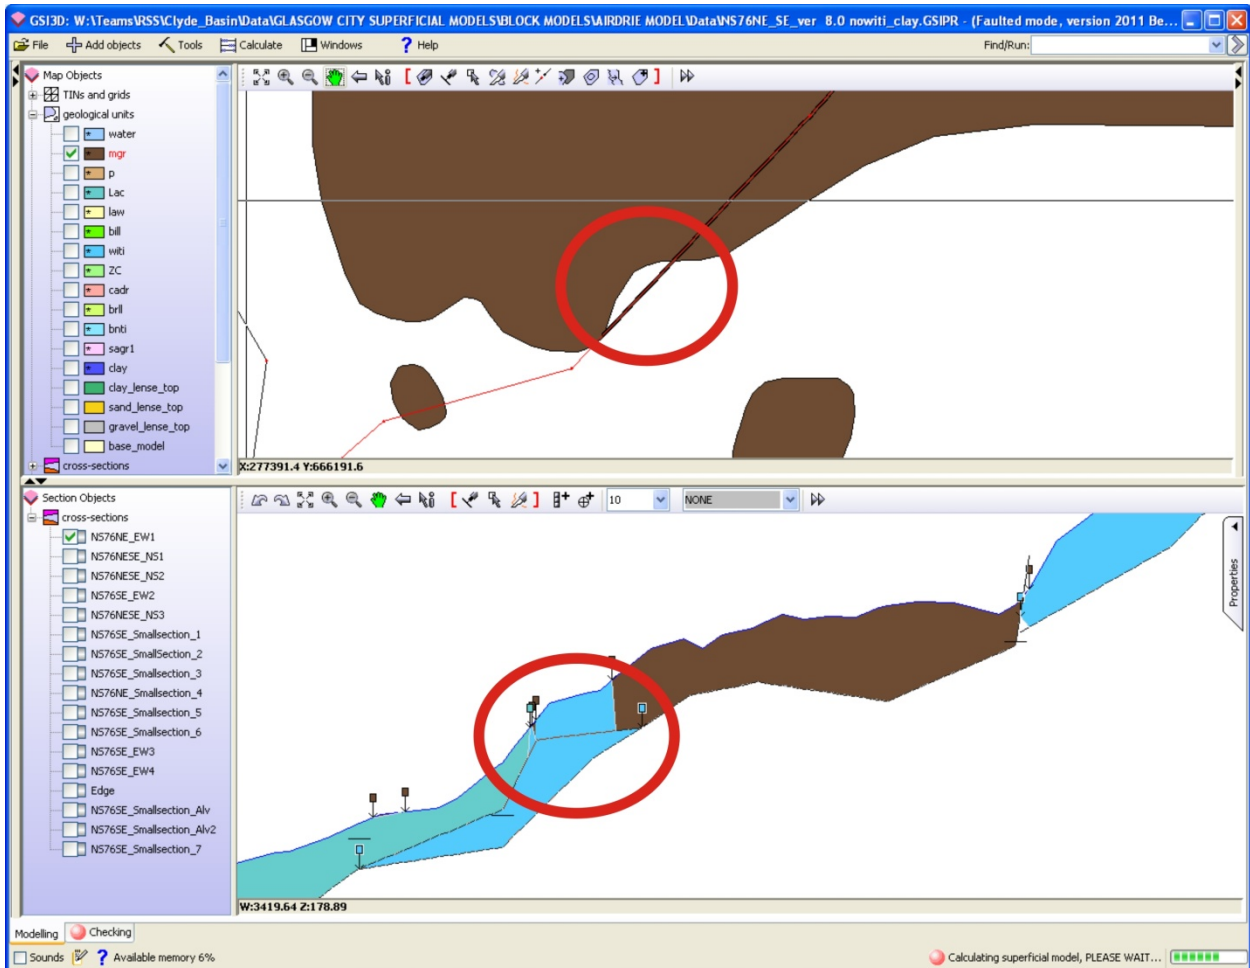 GSI3D: W:\Teams\RSS\Clyde_Basin\Data\GLASGOW CITY SUPERFICIAL MODELS\BLOCK MODELS\AIRDRIE MODEL\Data\NS76NE_SE_ver 8.0 nowiti_clay.GSIPR - (Faulted mode, version 2011 Be...
File Add objects Tools Calculate Windows ? Help Find/Run:
Map Objects
TINs and grids
geological units
water
mgr
p
Lac
law
bill
witi
ZC
cadr
brll
bnti
sagr1
clay
clay_lense_top
sand_lense_top
gravel_lense_top
base_model
cross-sections
X:277391.4 Y:666191.6
Section Objects
10 NONE
cross-sections
NS76NE_EW1
NS76NESE_NS1
NS76NESE_NS2
NS76SE_EW2
NS76NESE_NS3
NS76SE_Smallsection_1
NS76SE_SmallSection_2
NS76SE_Smallsection_3
NS76NE_Smallsection_4
NS76SE_Smallsection_5
NS76SE_Smallsection_6
NS76SE_EW3
NS76SE_EW4
Edge
NS76SE_Smallsection_Alv
NS76SE_Smallsection_Alv2
NS76SE_Smallsection_7
Properties
W:3419.64 Z:178.89
Modelling Checking
Sounds ? Available memory 6% Calculating superficial model, PLEASE WAIT...